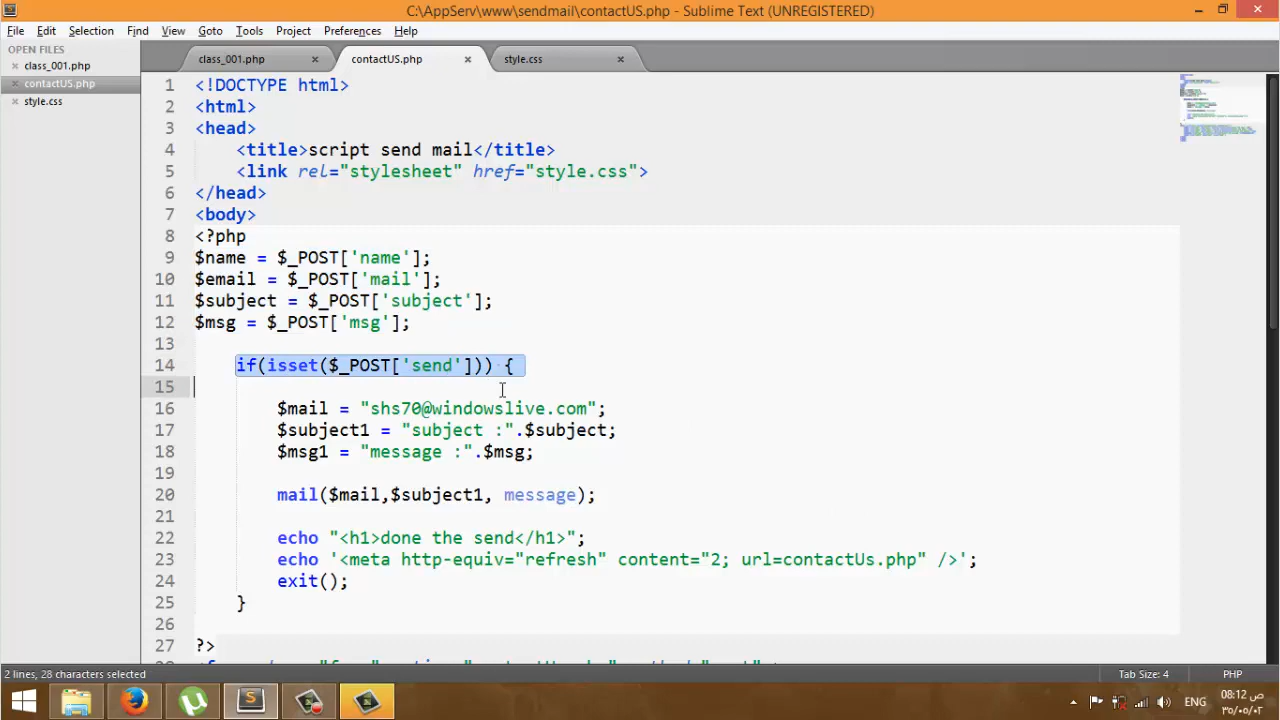 C:\AppServ\www\sendmail\contactUS.php - Sublime Text (UNREGISTERED)
File Edit Selection Find View Goto Tools Project Preferences Help
OPEN FILES
class_001.php
contactUS.php
style.css
class_001.php contactUS.php style.css
1 <!DOCTYPE html>
2 <html>
3 <head>
4 <title>script send mail</title>
5 <link rel="stylesheet" href="style.css">
6 </head>
7 <body>
8 <?php
9 $name = $_POST['name'];
10 $email = $_POST['mail'];
11 $subject = $_POST['subject'];
12 $msg = $_POST['msg'];
13
14 if(isset($_POST['send'])) {
15
16 $mail = "shs70@windowslive.com";
17 $subject1 = "subject :".$subject;
18 $msg1 = "message :".$msg;
19
20 mail($mail,$subject1, message);
21
22 echo "<h1>done the send</h1>";
23 echo '<meta http-equiv="refresh" content="2; url=contactUs.php" />';
24 exit();
25 }
26
27 ?>
2 lines, 28 characters selected Tab Size: 4 PHP
ENG 08:12 ص
٣٥/٠٥/٠٢